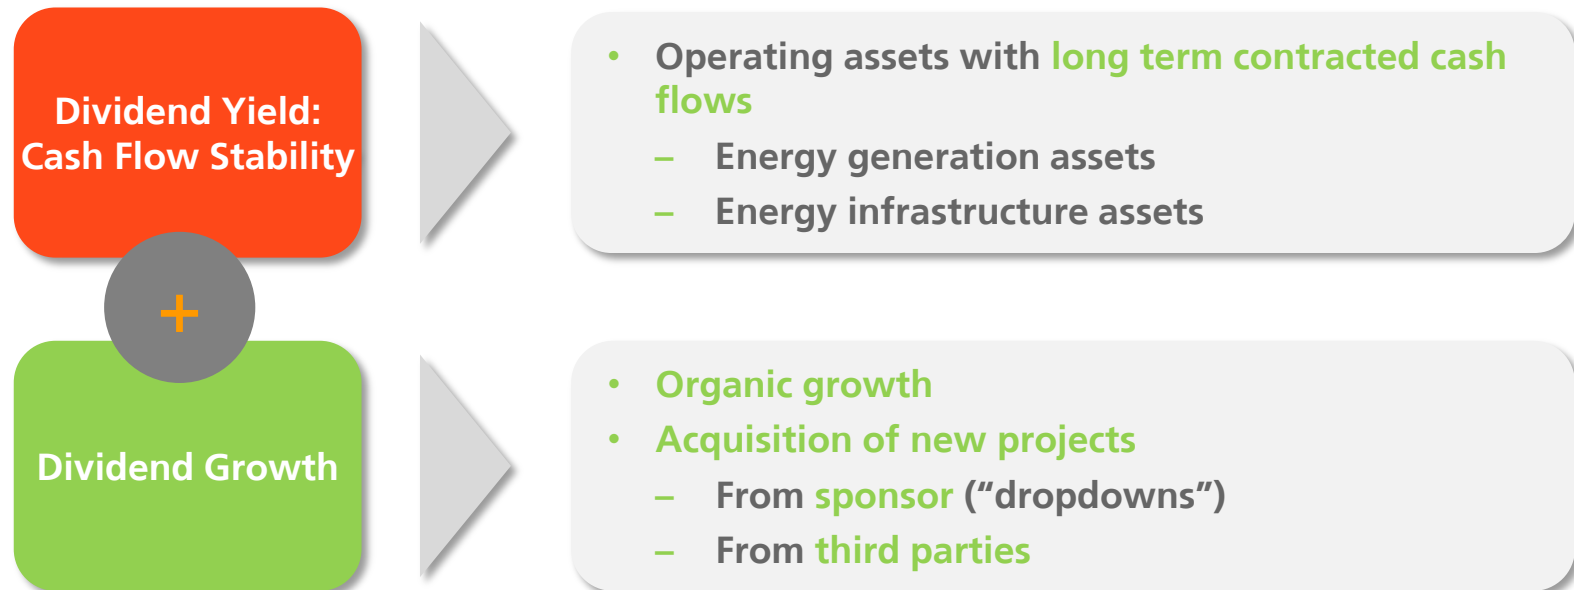 Dividend Yield:
Cash Flow Stability
• Operating assets with long term contracted cash
flows
– Energy generation assets
– Energy infrastructure assets
+
Dividend Growth
• Organic growth
• Acquisition of new projects
– From sponsor (“dropdowns”)
– From third parties